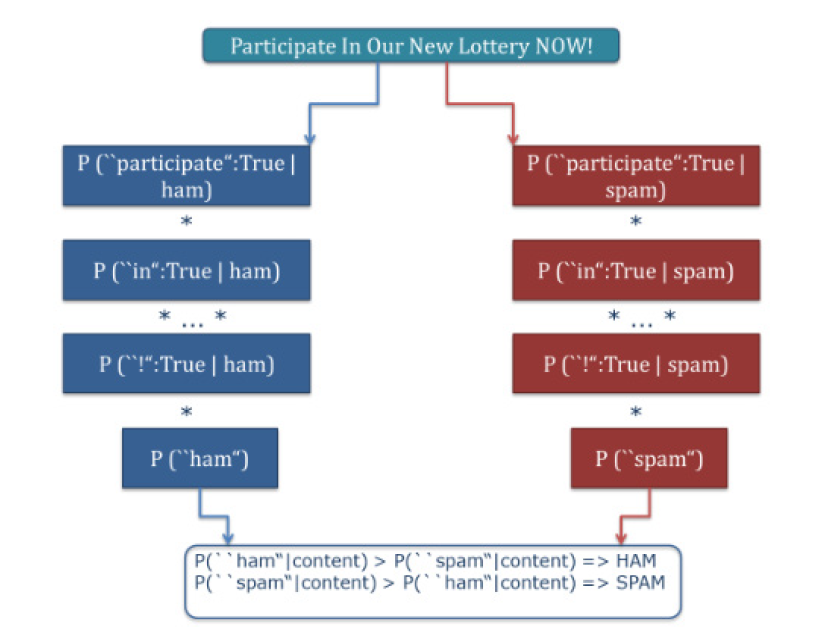 Participate In Our New Lottery NOW!
P (``participate“:True |
ham)
*
P (``in“:True | ham)
* ... *
P (``!“:True | ham)
*
P (``ham“)
P (``participate“:True |
spam)
*
P (``in“:True | spam)
* ... *
P (``!“:True | spam)
*
P (``spam“)
P(``ham“|content) > P(``spam“|content) => HAM
P(``spam“|content) > P(``ham“|content) => SPAM